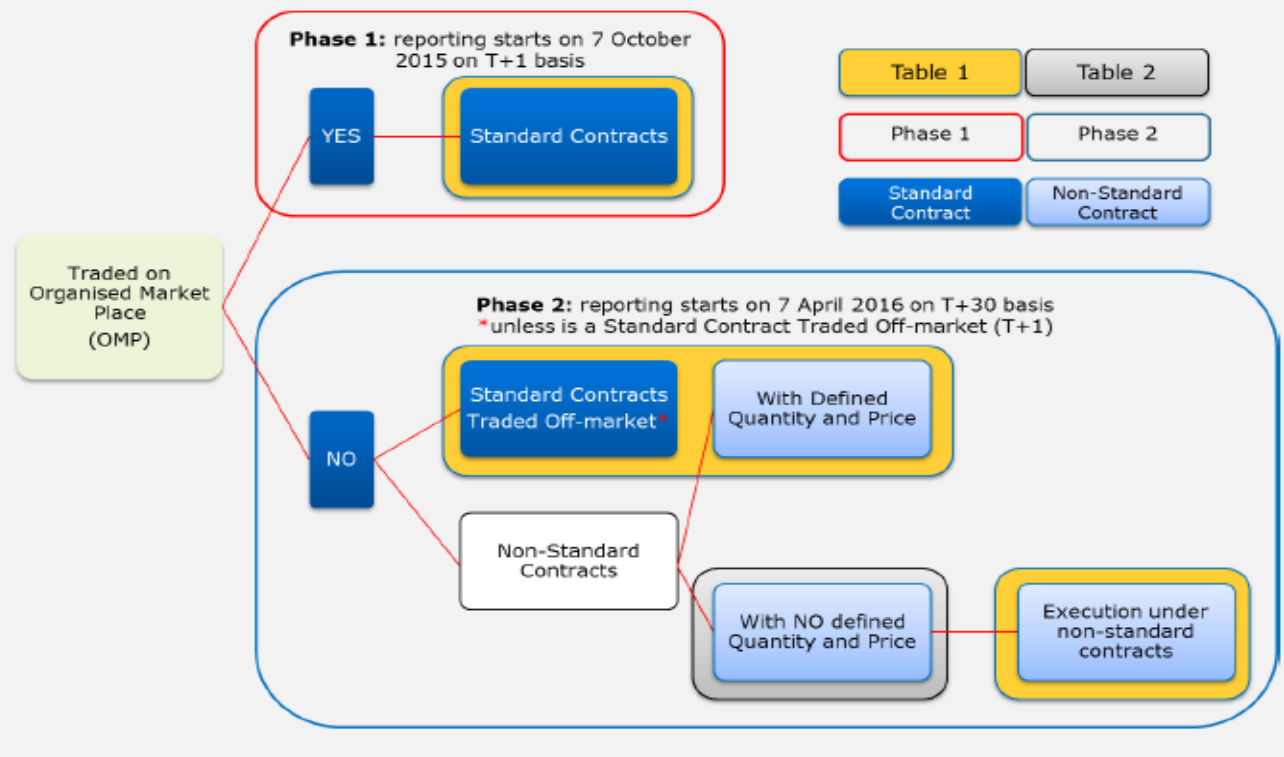 Phase 1: reporting starts on 7 October
2015 on T+1 basis
YES
Standard Contracts
Table 1
Table 2
Phase 1
Phase 2
Standard
Contract
Non-Standard
Contract
Traded on
Organised Market
Place
(OMP)
Phase 2: reporting starts on 7 April 2016 on T+30 basis
*unless is a Standard Contract Traded Off-market (T+1)
NO
Standard Contracts
Traded Off-market*
With Defined
Quantity and Price
Non-Standard
Contracts
With NO defined
Quantity and Price
Execution under
non-standard
contracts